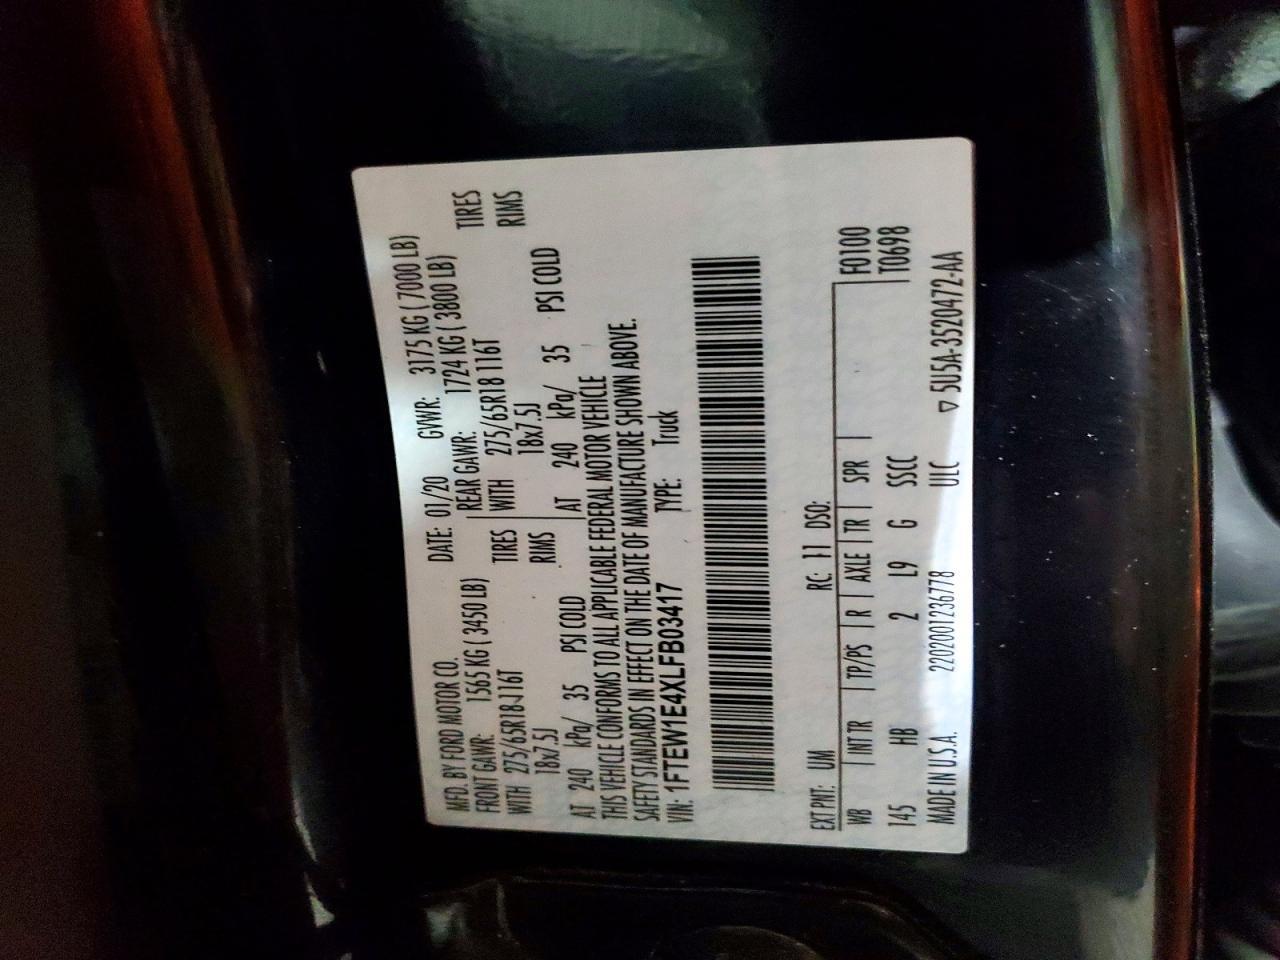 MFD. BY FORD MOTOR CO. DATE: 01/20 GVWR: 3175 KG ( 7000 LB)
FRONT GAWR: 1565 KG ( 3450 LB) REAR GAWR: 1724 KG ( 3800 LB)
WITH 275/65R18 116T TIRES WITH 275/65R18 116T TIRES
18x7.5J RIMS 18x7.5J RIMS
AT 240 kPa/ 35 PSI COLD AT 240 kPa/ 35 PSI COLD
THIS VEHICLE CONFORMS TO ALL APPLICABLE FEDERAL MOTOR VEHICLE
SAFETY STANDARDS IN EFFECT ON THE DATE OF MANUFACTURE SHOWN ABOVE.
VIN: 1FTEW1E4XLFB03417 TYPE: Truck
EXT PNT: UM RC: 11 DSO: F0100
WB INT TR TP/PS R AXLE TR SPR T0698
145 HB 2 L9 G SSCC
MADE IN U.S.A. 2202001236778 ULC ▽ 5U5A-3520472-AA